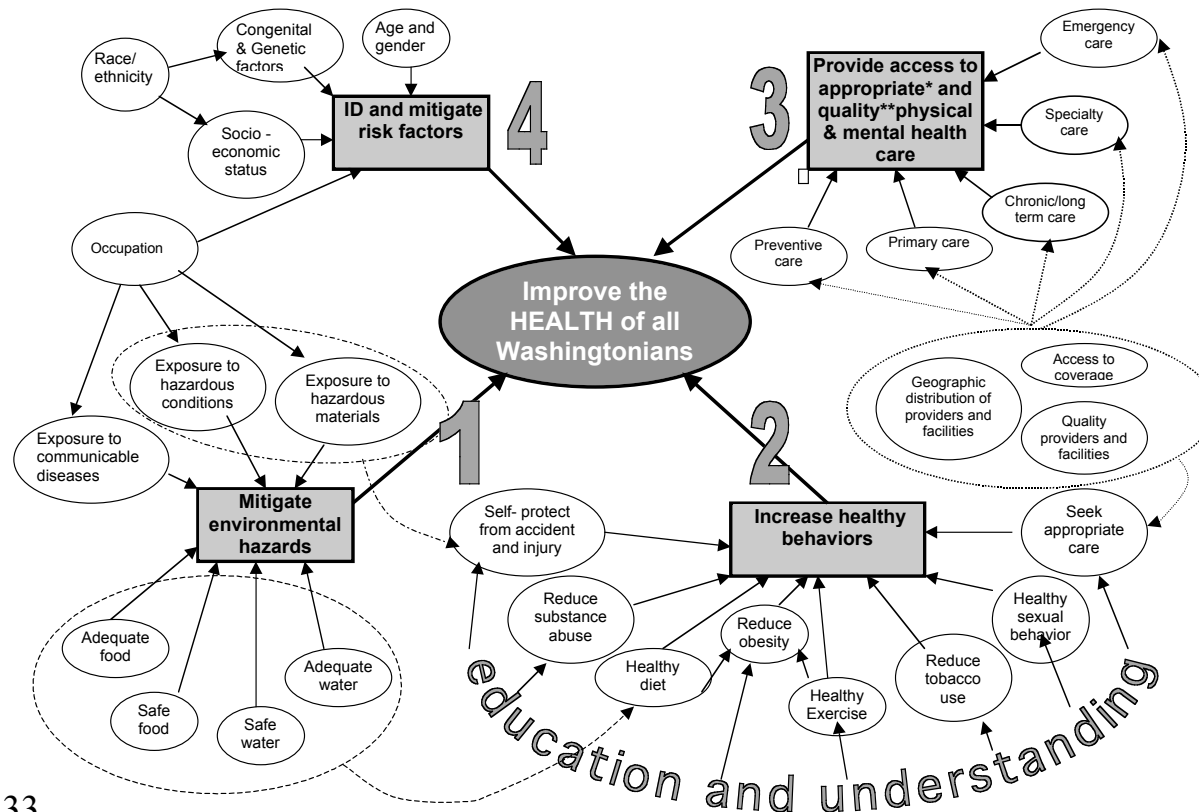 Race/
ethnicity
Congenital
& Genetic
factors
Age and
gender
Socio -
economic
status
ID and mitigate
risk factors
4
3
Provide access to
appropriate* and
quality**physical
& mental health
care
Emergency
care
Specialty
care
Chronic/long
term care
Primary care
Preventive
care
Occupation
Improve the
HEALTH of all
Washingtonians
Exposure to
hazardous
conditions
Exposure to
hazardous
materials
Exposure to
communicable
diseases
1
2
Geographic
distribution of
providers and
facilities
Access to
coverage
Quality
providers and
facilities
Mitigate
environmental
hazards
Self- protect
from accident
and injury
Increase healthy
behaviors
Seek
appropriate
care
Adequate
food
Safe
food
Safe
water
Adequate
water
Reduce
substance
abuse
Healthy
diet
Reduce
obesity
Healthy
Exercise
Reduce
tobacco
use
Healthy
sexual
behavior
education and understanding
33